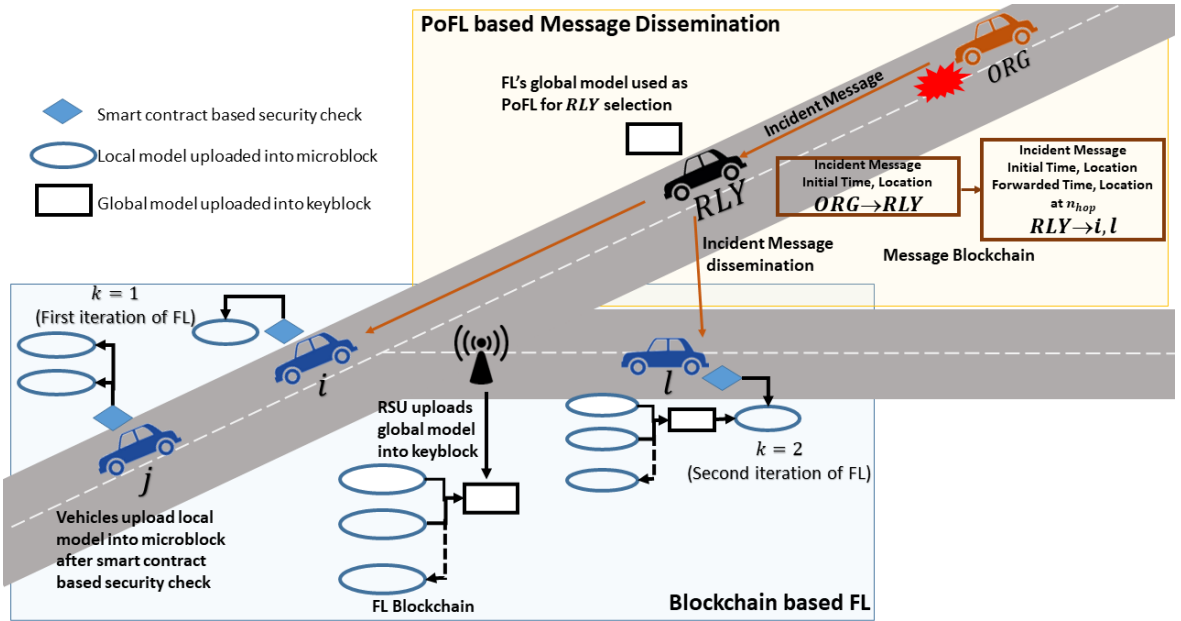 PoFL based Message Dissemination
ORG
FL's global model used as
PoFL for RLY selection
Incident Message
Smart contract based security check
Local model uploaded into microblock
Global model uploaded into keyblock
RLY
Incident Message
Initial Time, Location
ORG→RLY
Incident Message
Initial Time, Location
Forwarded Time, Location
at n_hop
RLY→i, l
Message Blockchain
Incident Message
dissemination
k = 1
(First iteration of FL)
i
j
l
RSU uploads
global model
into keyblock
k = 2
(Second iteration of FL)
Vehicles upload local
model into microblock
after smart contract
based security check
FL Blockchain
Blockchain based FL